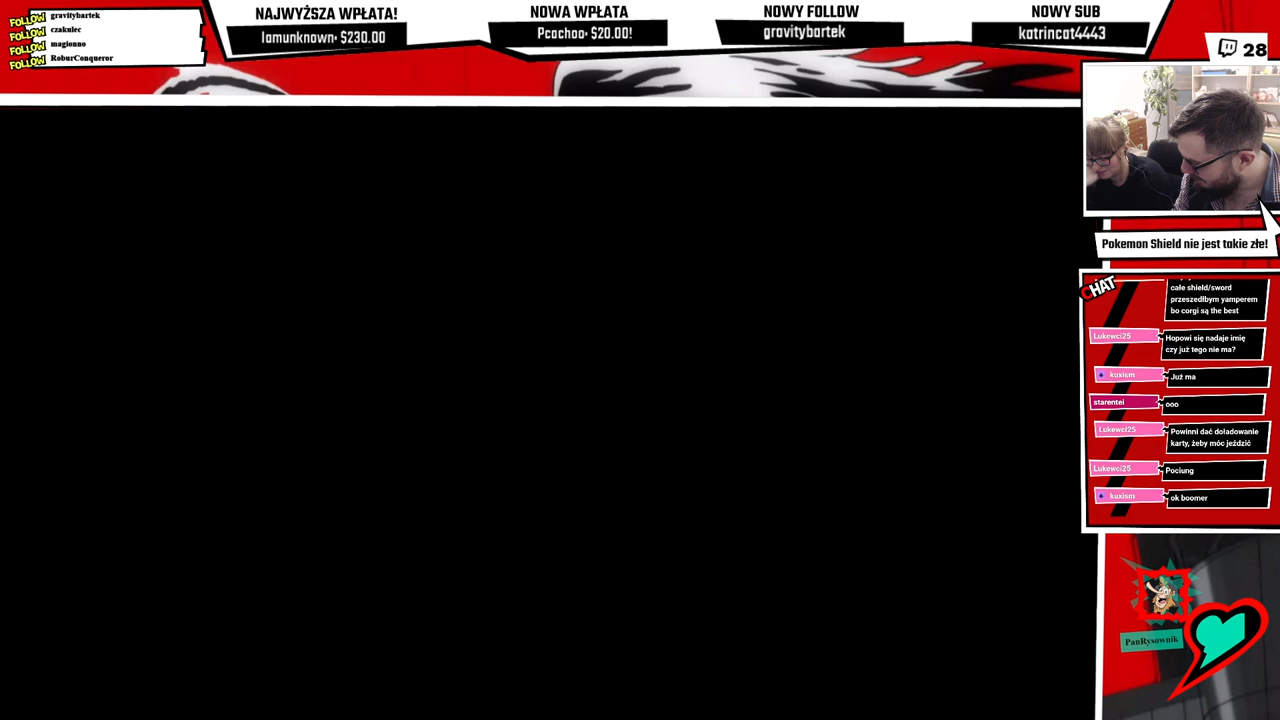 FOLLOW gravitybartek
FOLLOW czakulec
FOLLOW magionno
FOLLOW RoburConqueror
NAJWYŻSZA WPŁATA!
Iamunknown• $230.00
NOWA WPŁATA
Pcachoo• $20.00!
NOWY FOLLOW
gravitybartek
NOWY SUB
katrincat4443
28
Pokemon Shield nie jest takie złe!
CHAT
całe shield/sword
przeszedłbym yamperem
bo corgi są the best
Lukewci25
Hopowi się nadaje imię
czy już tego nie ma?
kuxism
Już ma
starentei
ooo
Lukewci25
Powinni dać doładowanie
karty, żeby móc jeździć
Lukewci25
Pociung
kuxism
ok boomer
PanRysownik